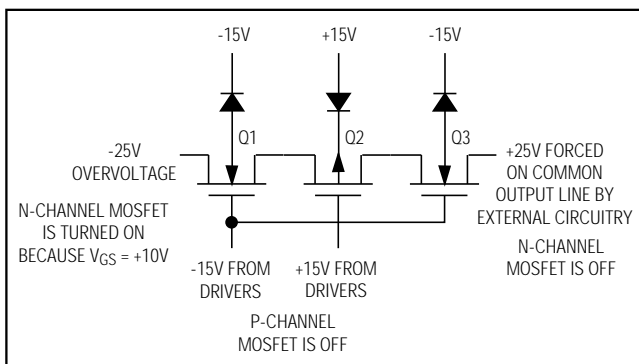 -15V
+15V
-15V
Q1
Q2
Q3
-25V
OVERVOLTAGE
+25V FORCED
ON COMMON
OUTPUT LINE BY
EXTERNAL CIRCUITRY
N-CHANNEL MOSFET
IS TURNED ON
BECAUSE VGS = +10V
-15V FROM
DRIVERS
+15V FROM
DRIVERS
N-CHANNEL
MOSFET IS OFF
P-CHANNEL
MOSFET IS OFF